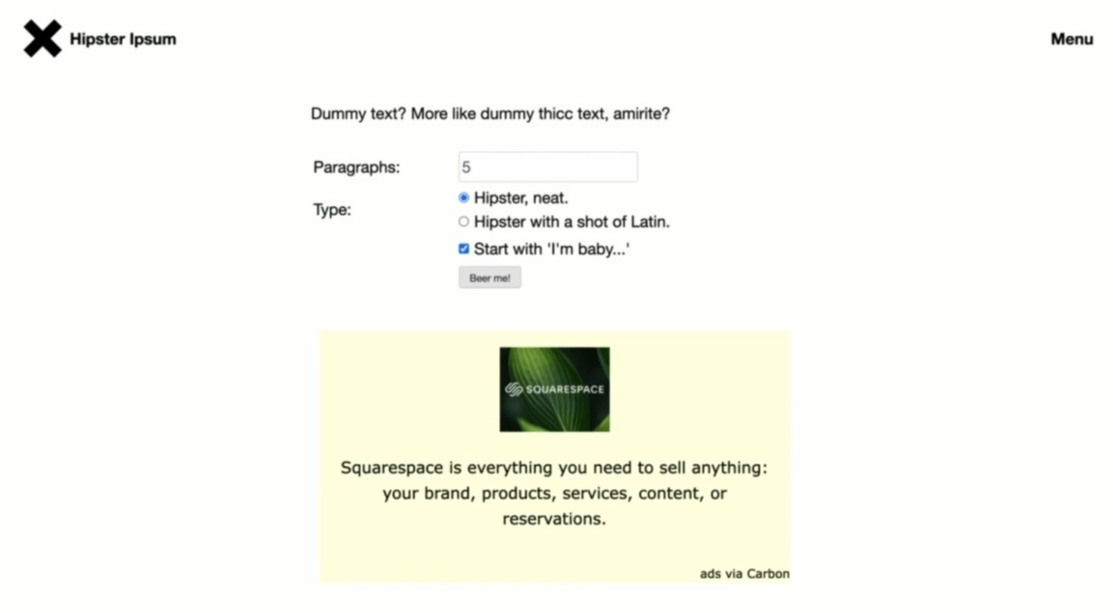 Hipster Ipsum
Menu
Dummy text? More like dummy thicc text, amirite?
Paragraphs:
5
Type:
Hipster, neat.
Hipster with a shot of Latin.
Start with 'I'm baby...'
Beer me!
SQUARESPACE
Squarespace is everything you need to sell anything:
your brand, products, services, content, or
reservations.
ads via Carbon